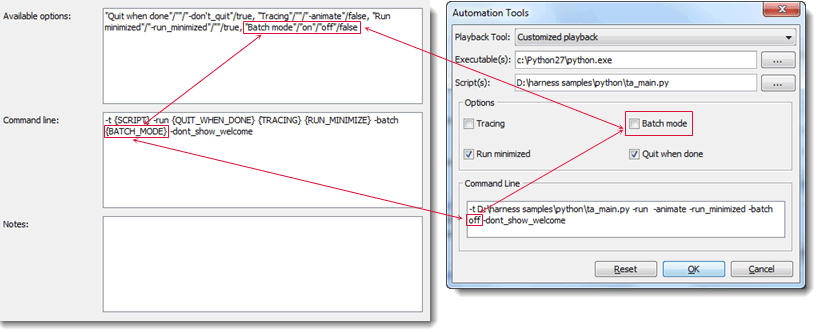 Available options:
"Quit when done"/""/"-don't_quit"/true, "Tracing"/""/"-animate"/false, "Run
minimized"/"-run_minimized"/""/true, "Batch mode"/"on"/"off"/false
Command line:
-t {SCRIPT} -run {QUIT_WHEN_DONE} {TRACING} {RUN_MINIMIZE} -batch
{BATCH_MODE} -dont_show_welcome
Notes:
Automation Tools
Playback Tool:
Customized playback
Executable(s):
c:\Python27\python.exe
...
Script(s):
D:\harness samples\python\ta_main.py
...
Options
Tracing
Batch mode
Run minimized
Quit when done
Command Line
-t D:\harness samples\python\ta_main.py -run -animate -run_minimized -batch
off -dont_show_welcome
Reset
OK
Cancel